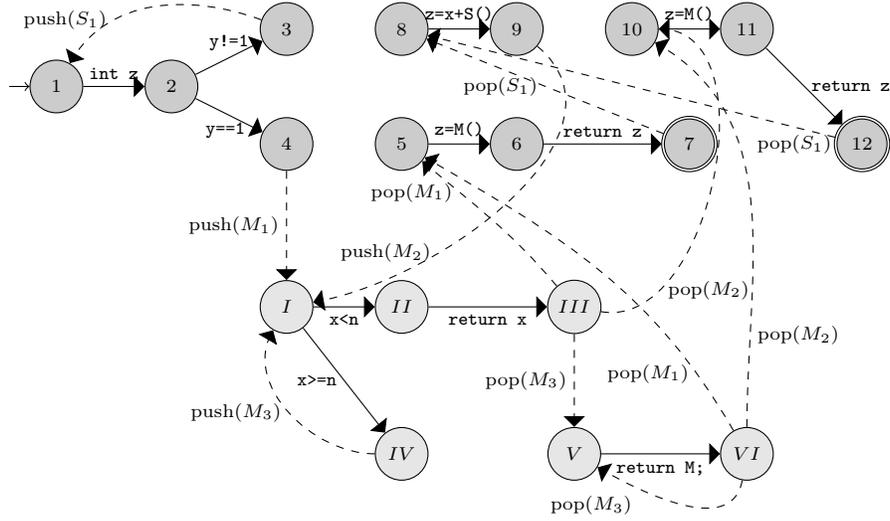 push(S₁)
3
8
z=x+S()
9
10
z=M()
11
y!=1
1
int z
2
pop(S₁)
return z
y==1
4
5
z=M()
6
return z
7
pop(S₁)
12
pop(M₁)
push(M₁)
push(M₂)
pop(M₂)
I
x<n
II
return x
III
pop(M₂)
x>=n
pop(M₃)
pop(M₁)
push(M₃)
IV
V
return M;
VI
pop(M₃)